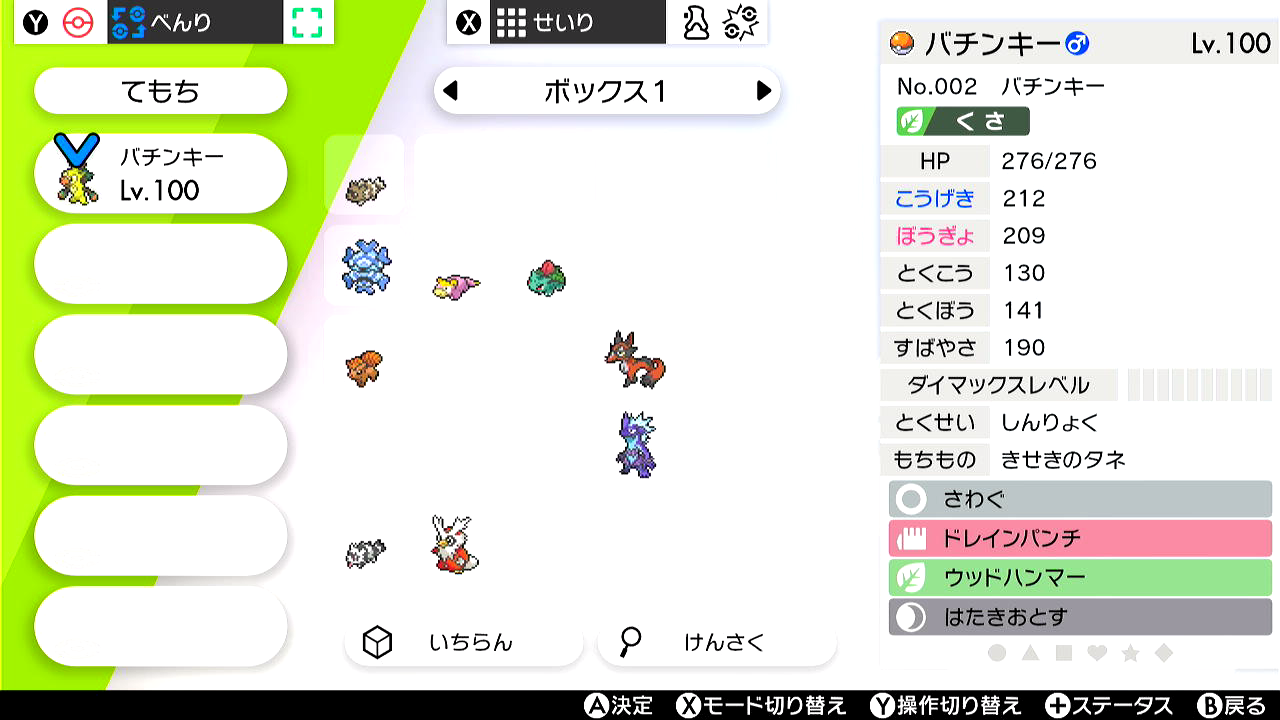 Y べんり
X せいり
てもち
ボックス1
バチンキー
Lv.100
バチンキー♂ Lv.100
No.002 バチンキー
くさ
HP 276/276
こうげき 212
ぼうぎょ 209
とくこう 130
とくぼう 141
すばやさ 190
ダイマックスレベル
とくせい しんりょく
もちもの きせきのタネ
さわぐ
ドレインパンチ
ウッドハンマー
はたきおとす
いちらん
けんさく
A決定 Xモード切り替え Y操作切り替え +ステータス B戻る